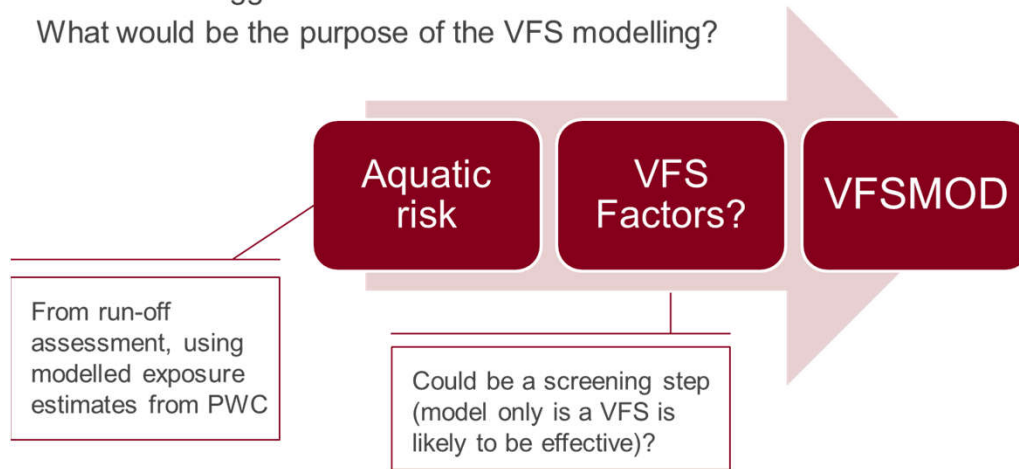 What would be the purpose of the VFS modelling?
Aquatic
risk
VFS
Factors?
VFSMOD
From run-off
assessment, using
modelled exposure
estimates from PWC
Could be a screening step
(model only is a VFS is
likely to be effective)?